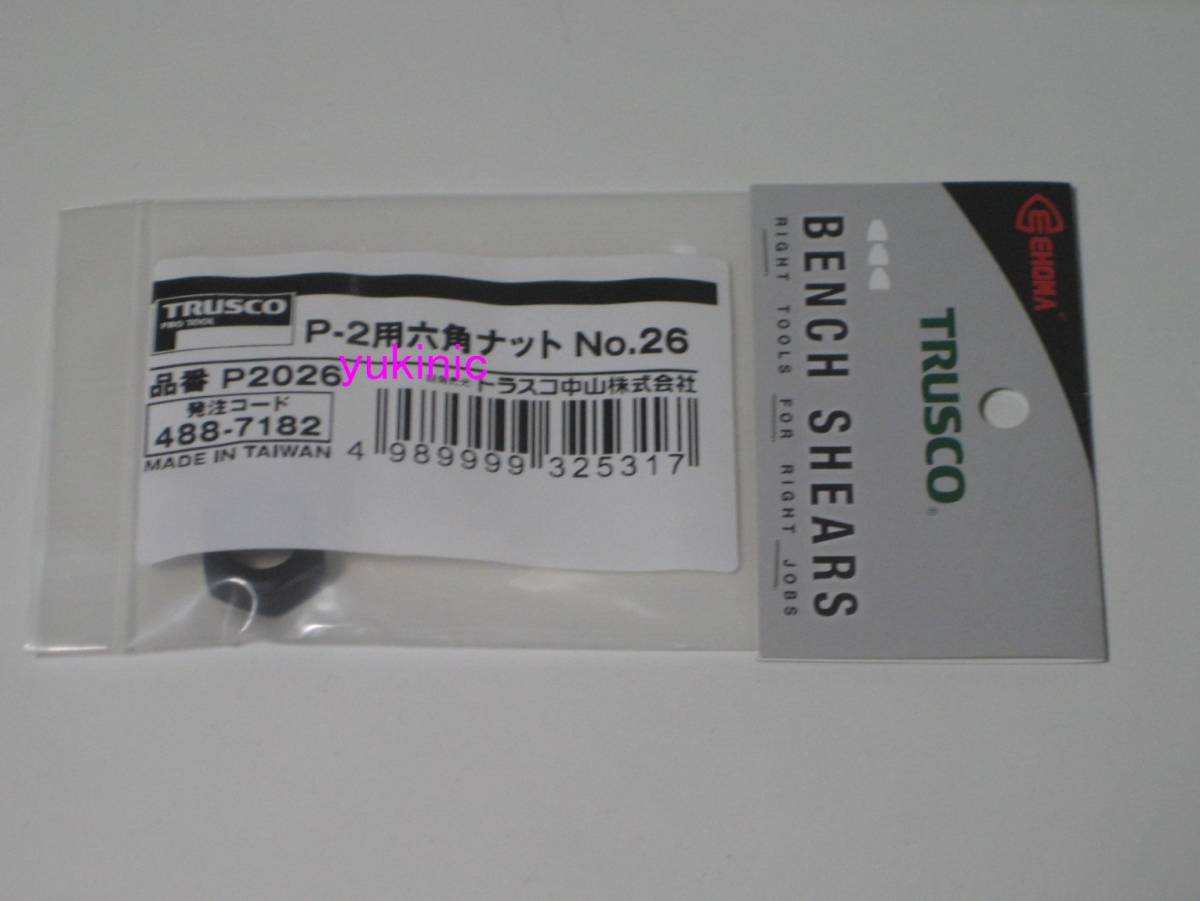 TRUSCO
PRO TOOL
P-2用六角ナット No.26
品番 P2026
yukinic
トラスコ中山株式会社
発注コード
488-7182
MADE IN TAIWAN
4 989999 325317
EHOMA
®
TRUSCO
®
BENCH SHEARS
RIGHT TOOLS FOR RIGHT JOBS